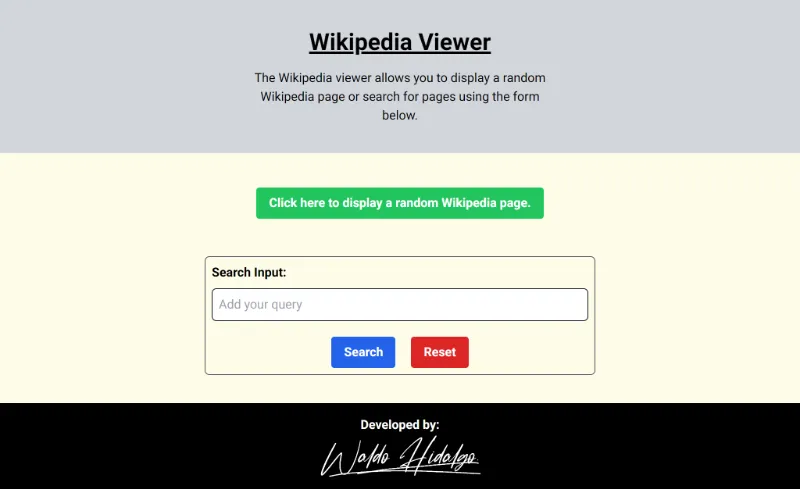 Wikipedia Viewer
The Wikipedia viewer allows you to display a random
Wikipedia page or search for pages using the form
below.
Click here to display a random Wikipedia page.
Search Input:
Add your query
Search
Reset
Developed by:
Waldo Hidalgo